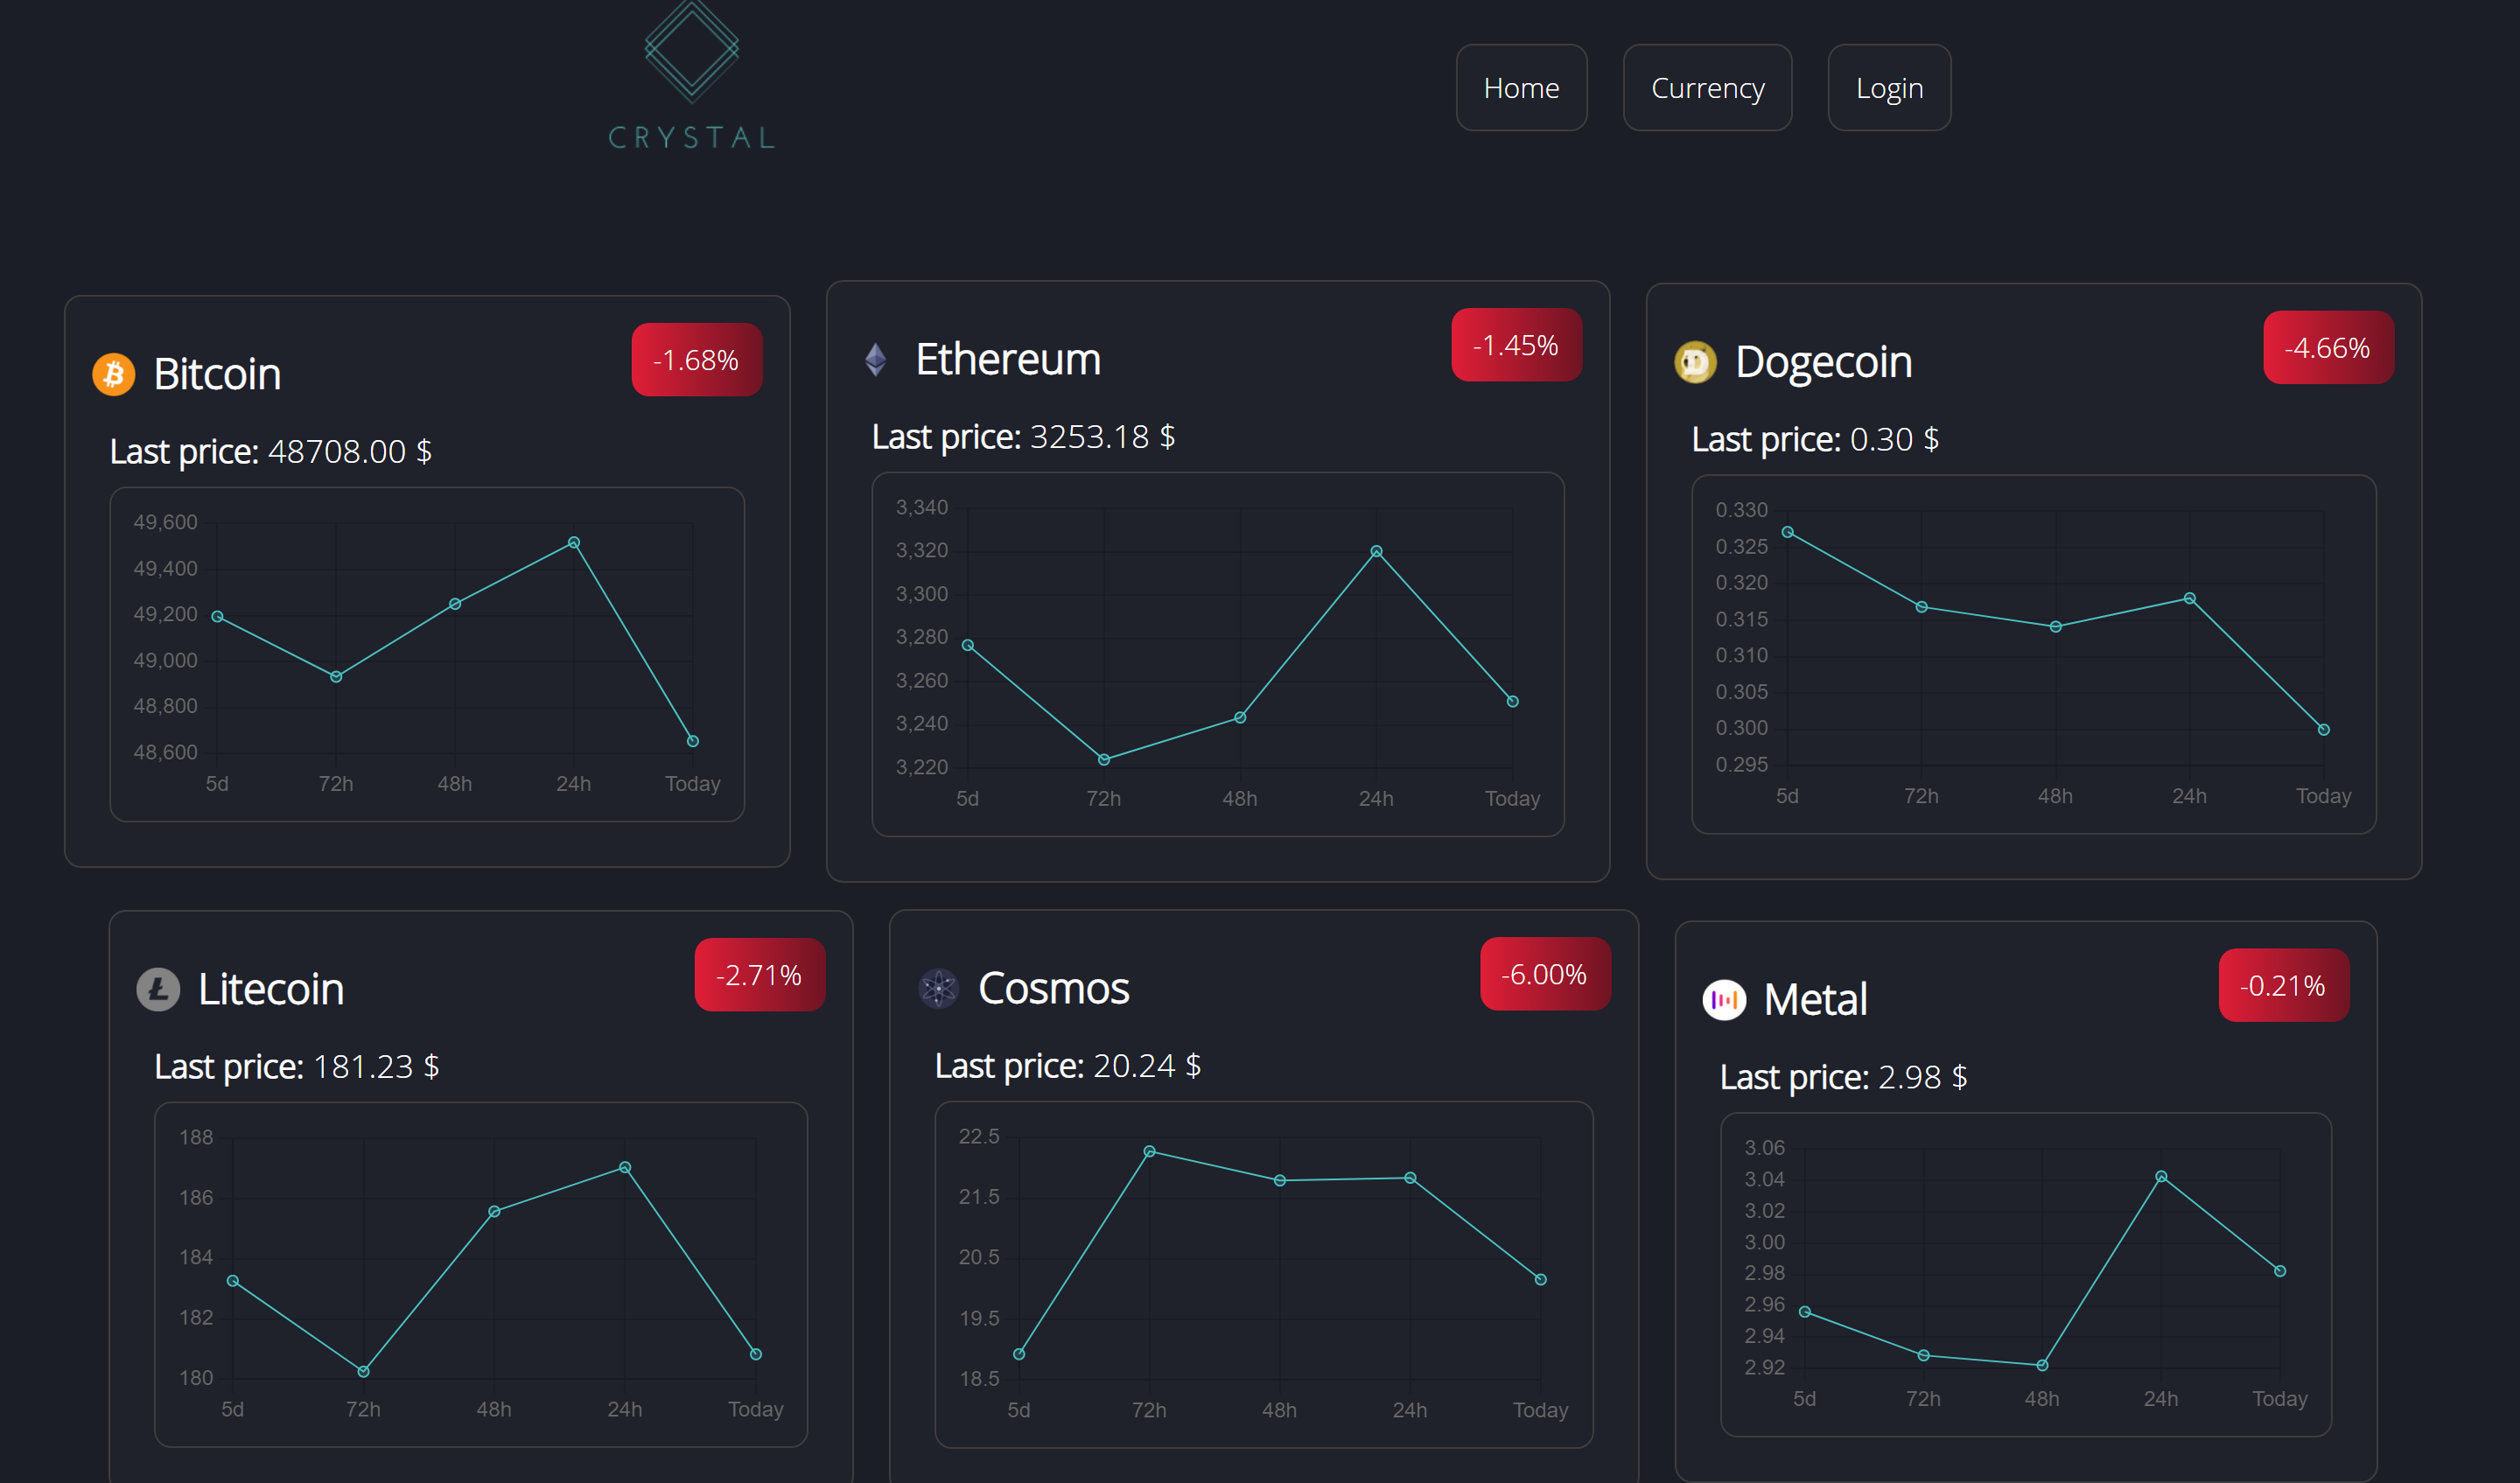 CRYSTAL
Home
Currency
Login
Bitcoin
-1.68%
Last price: 48708.00 $
49,600
49,400
49,200
49,000
48,800
48,600
5d 72h 48h 24h Today
Ethereum
-1.45%
Last price: 3253.18 $
3,340
3,320
3,300
3,280
3,260
3,240
3,220
5d 72h 48h 24h Today
Dogecoin
-4.66%
Last price: 0.30 $
0.330
0.325
0.320
0.315
0.310
0.305
0.300
0.295
5d 72h 48h 24h Today
Litecoin
-2.71%
Last price: 181.23 $
188
186
184
182
180
5d 72h 48h 24h Today
Cosmos
-6.00%
Last price: 20.24 $
22.5
21.5
20.5
19.5
18.5
5d 72h 48h 24h Today
Metal
-0.21%
Last price: 2.98 $
3.06
3.04
3.02
3.00
2.98
2.96
2.94
2.92
5d 72h 48h 24h Today